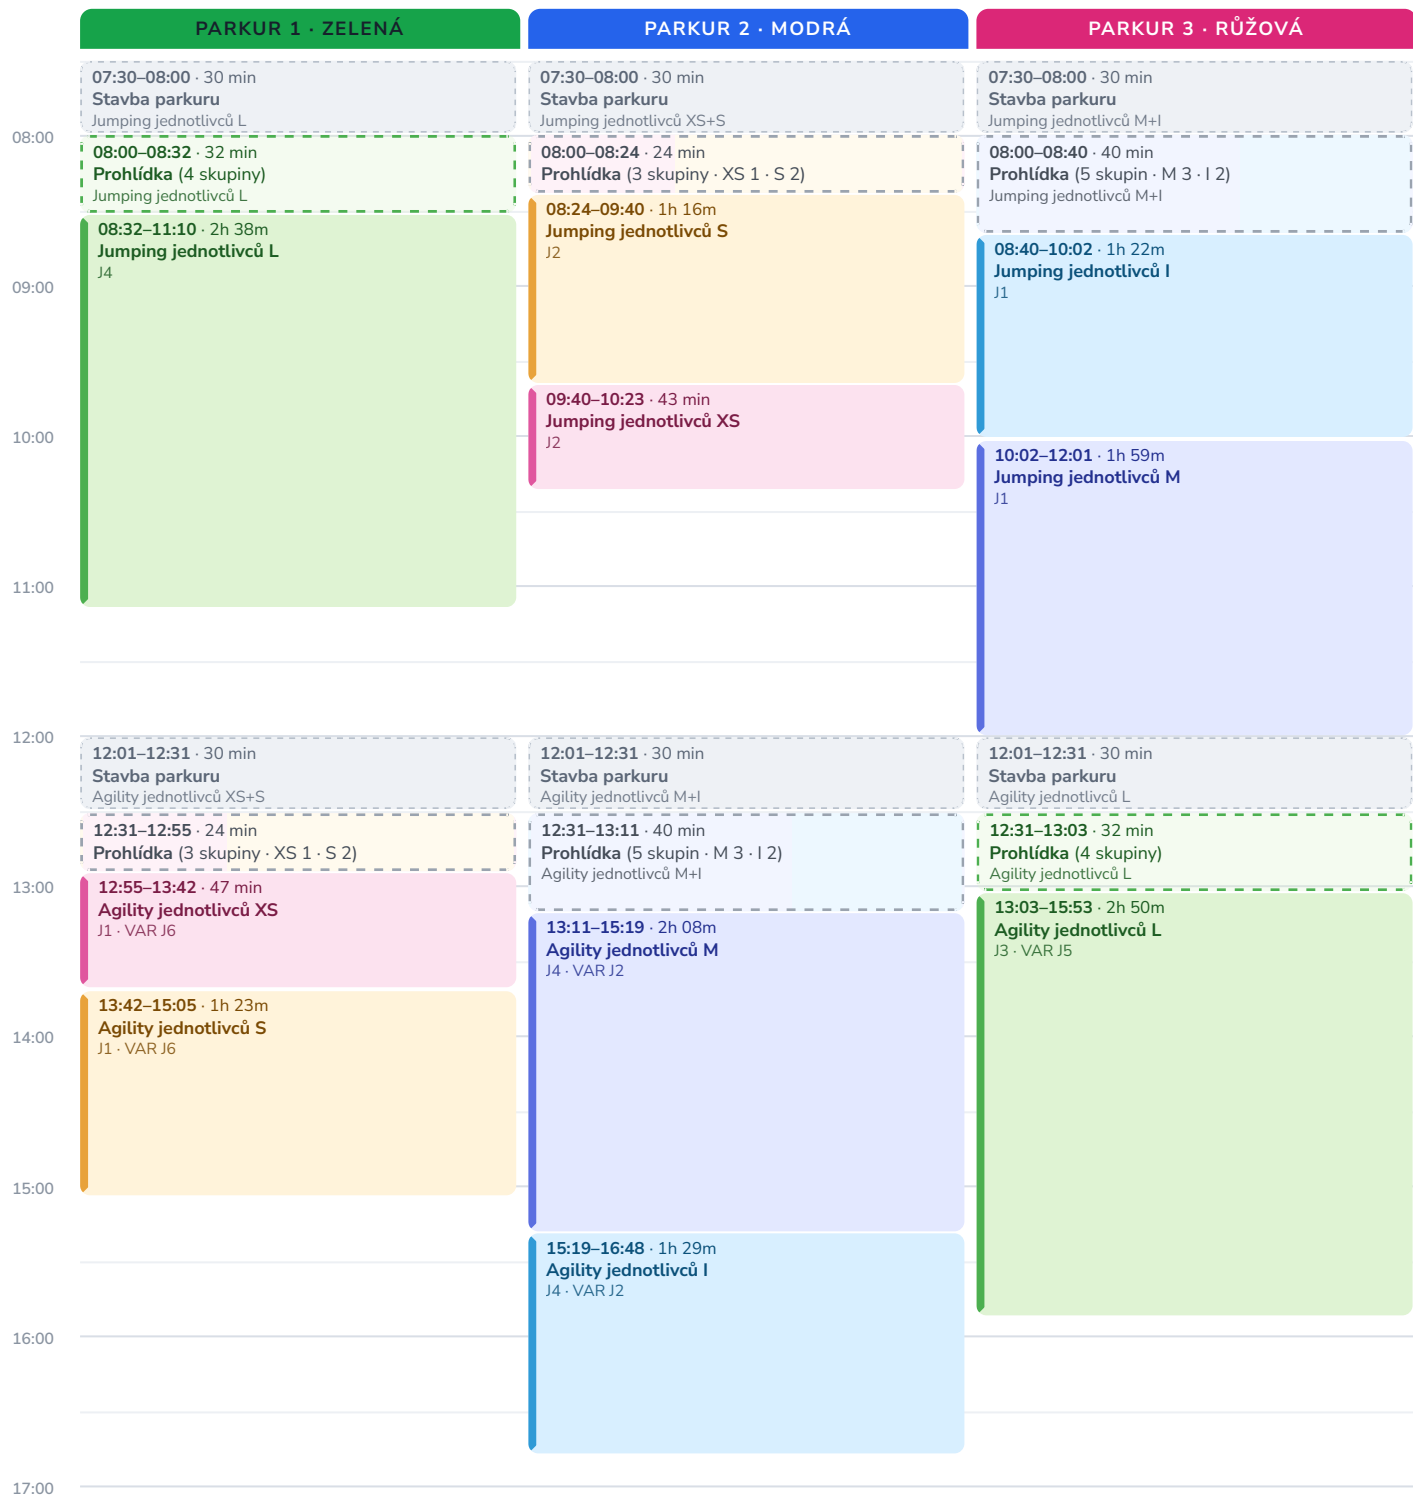 PARKUR 1 · ZELENÁ
PARKUR 2 · MODRÁ
PARKUR 3 · RŮŽOVÁ
07:30–08:00 · 30 min
Stavba parkuru
Jumping jednotlivců L
07:30–08:00 · 30 min
Stavba parkuru
Jumping jednotlivců XS+S
07:30–08:00 · 30 min
Stavba parkuru
Jumping jednotlivců M+I
08:00
08:00–08:32 · 32 min
Prohlídka (4 skupiny)
Jumping jednotlivců L
08:00–08:24 · 24 min
Prohlídka (3 skupiny · XS 1 · S 2)
08:00–08:40 · 40 min
Prohlídka (5 skupin · M 3 · I 2)
Jumping jednotlivců M+I
08:32–11:10 · 2h 38m
Jumping jednotlivců L
J4
08:24–09:40 · 1h 16m
Jumping jednotlivců S
J2
08:40–10:02 · 1h 22m
Jumping jednotlivců I
J1
09:00
09:40–10:23 · 43 min
Jumping jednotlivců XS
J2
10:00
10:02–12:01 · 1h 59m
Jumping jednotlivců M
J1
11:00
12:00
12:01–12:31 · 30 min
Stavba parkuru
Agility jednotlivců XS+S
12:01–12:31 · 30 min
Stavba parkuru
Agility jednotlivců M+I
12:01–12:31 · 30 min
Stavba parkuru
Agility jednotlivců L
12:31–12:55 · 24 min
Prohlídka (3 skupiny · XS 1 · S 2)
12:31–13:11 · 40 min
Prohlídka (5 skupin · M 3 · I 2)
Agility jednotlivců M+I
12:31–13:03 · 32 min
Prohlídka (4 skupiny)
Agility jednotlivců L
13:00
12:55–13:42 · 47 min
Agility jednotlivců XS
J1 · VAR J6
13:11–15:19 · 2h 08m
Agility jednotlivců M
J4 · VAR J2
13:03–15:53 · 2h 50m
Agility jednotlivců L
J3 · VAR J5
13:42–15:05 · 1h 23m
Agility jednotlivců S
J1 · VAR J6
14:00
15:00
15:19–16:48 · 1h 29m
Agility jednotlivců I
J4 · VAR J2
16:00
17:00